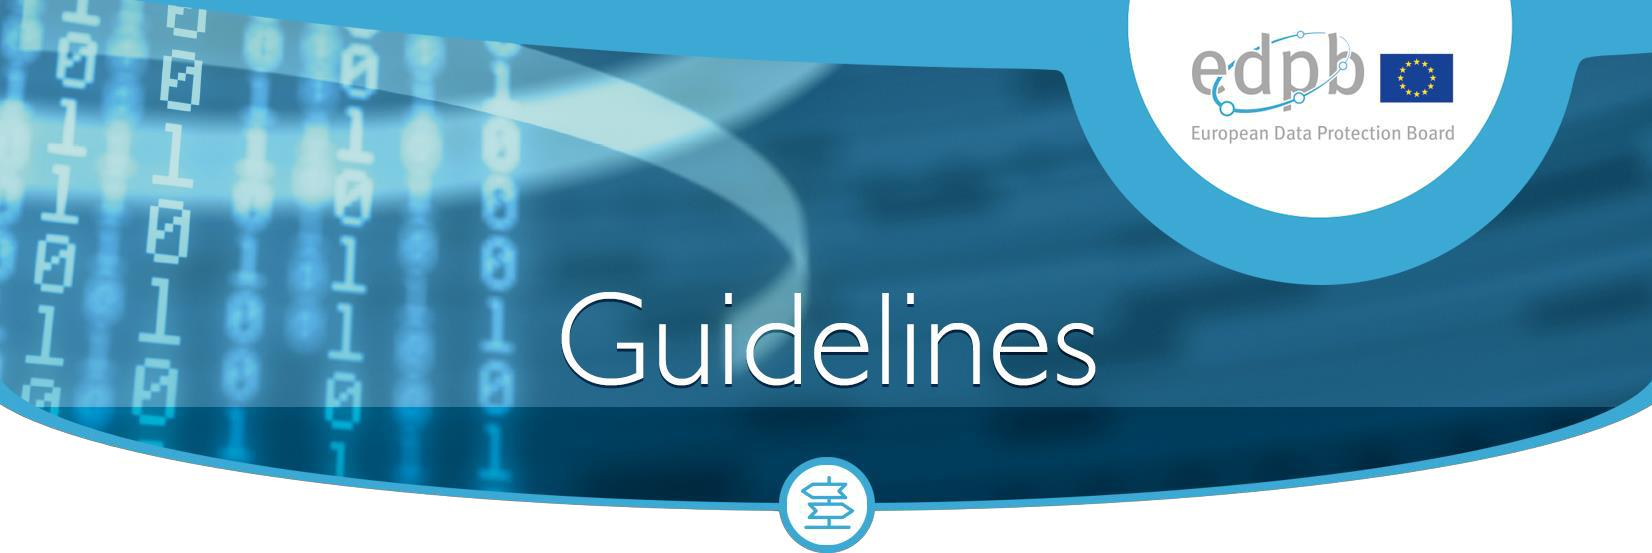 edpb
European Data Protection Board
Guidelines